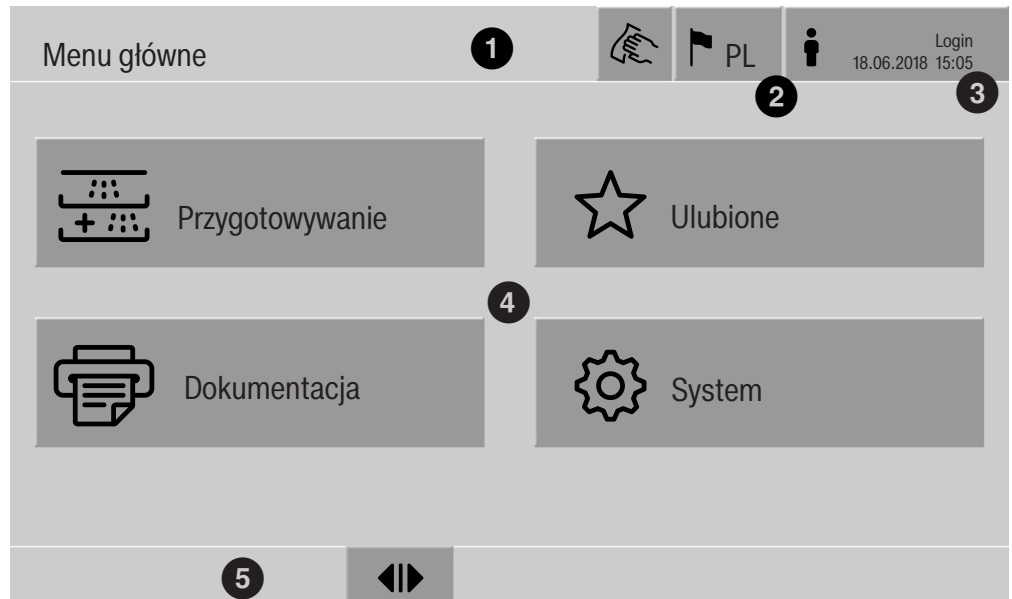 Menu główne
1
PL
Login
18.06.2018 15:05
2
3
Przygotowywanie
Ulubione
4
Dokumentacja
System
5